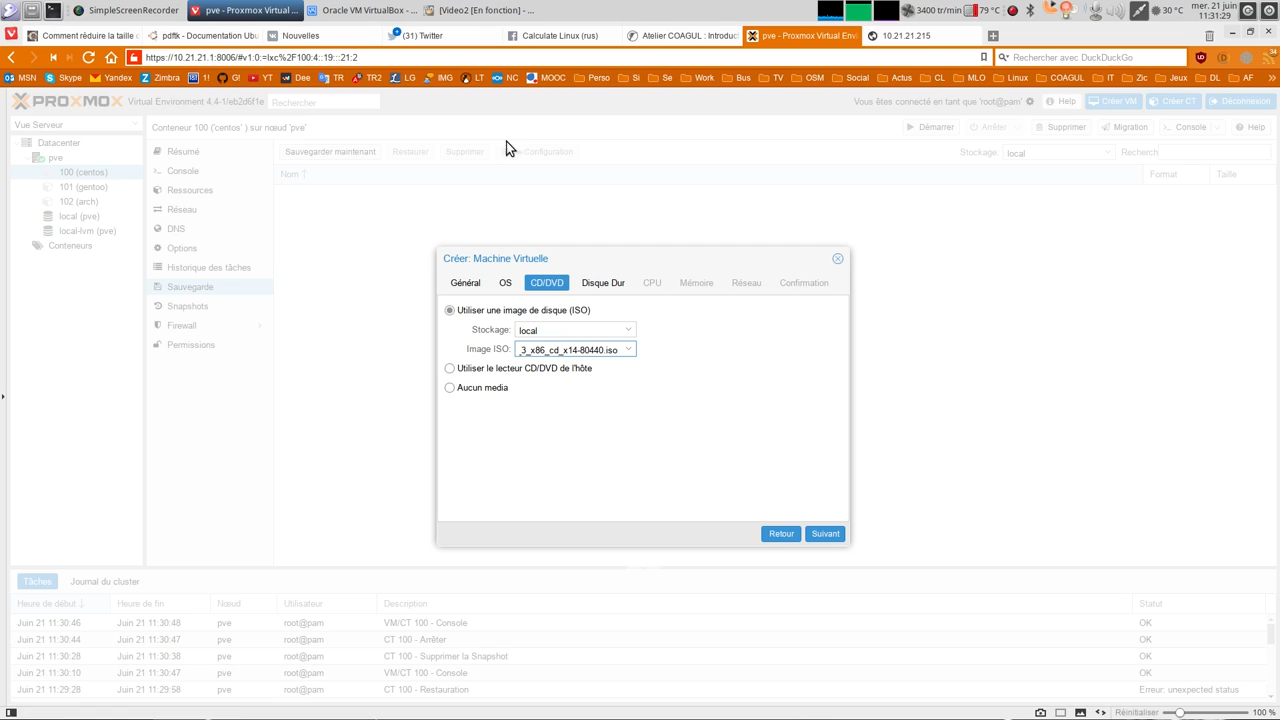 SimpleScreenRecorder
pve - Proxmox Virtual ...
Oracle VM VirtualBox - ...
[Video2 [En fonction] - ...
3400 tr/min
79 °C
30 °C
mer. 21 juin
11:31:29
Comment réduire la taille d
pdftk - Documentation Ubu
Nouvelles
(31) Twitter
Calculate Linux (rus)
Atelier COAGUL : Introduct
pve - Proxmox Virtual Envi
10.21.21.215
https://10.21.21.1:8006/#v1:0:=lxc%2F100:4::19:::21:2
Rechercher avec DuckDuckGo
MSN Skype Yandex Zimbra 1! G! YT Dee TR TR2 LG IMG LT NC MOOC Perso Si Se Work Bus TV OSM Social Actus CL MLO Linux COAGUL IT Zic Jeux DL AF
PROXMOX Virtual Environment 4.4-1/eb2d6f1e Rechercher
Vous êtes connecté en tant que 'root@pam' Help Créer VM Créer CT Déconnexion
Vue Serveur
Conteneur 100 ('centos' ) sur nœud 'pve'
Démarrer Arrêter Supprimer Migration Console Help
Datacenter
pve
100 (centos)
101 (gentoo)
102 (arch)
local (pve)
local-lvm (pve)
Conteneurs
Résumé
Console
Ressources
Réseau
DNS
Options
Historique des tâches
Sauvegarde
Snapshots
Firewall
Permissions
Sauvegarder maintenant Restaurer Supprimer Configuration
Stockage: local Recherch
Nom Format Taille
Créer: Machine Virtuelle
Général OS CD/DVD Disque Dur CPU Mémoire Réseau Confirmation
Utiliser une image de disque (ISO)
Stockage: local
Image ISO: _3_x86_cd_x14-80440.iso
Utiliser le lecteur CD/DVD de l'hôte
Aucun media
Retour Suivant
Tâches Journal du cluster
Heure de début Heure de fin Nœud Utilisateur Description Statut
Juin 21 11:30:46 Juin 21 11:30:48 pve root@pam VM/CT 100 - Console OK
Juin 21 11:30:44 Juin 21 11:30:47 pve root@pam CT 100 - Arrêter OK
Juin 21 11:30:28 Juin 21 11:30:38 pve root@pam CT 100 - Supprimer la Snapshot OK
Juin 21 11:30:10 Juin 21 11:30:47 pve root@pam VM/CT 100 - Console OK
Juin 21 11:29:28 Juin 21 11:29:58 pve root@pam CT 100 - Restauration Erreur: unexpected status
Réinitialiser 100 %